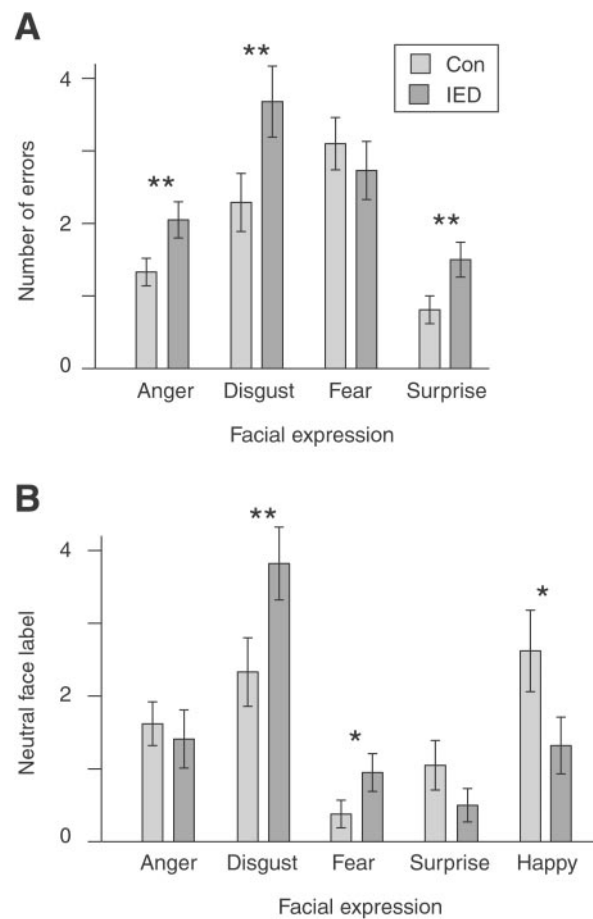 A
**
**
**
Con
IED
4
2
0
Number of errors
Anger Disgust Fear Surprise
Facial expression
B
**
*
*
4
2
0
Neutral face label
Anger Disgust Fear Surprise Happy
Facial expression